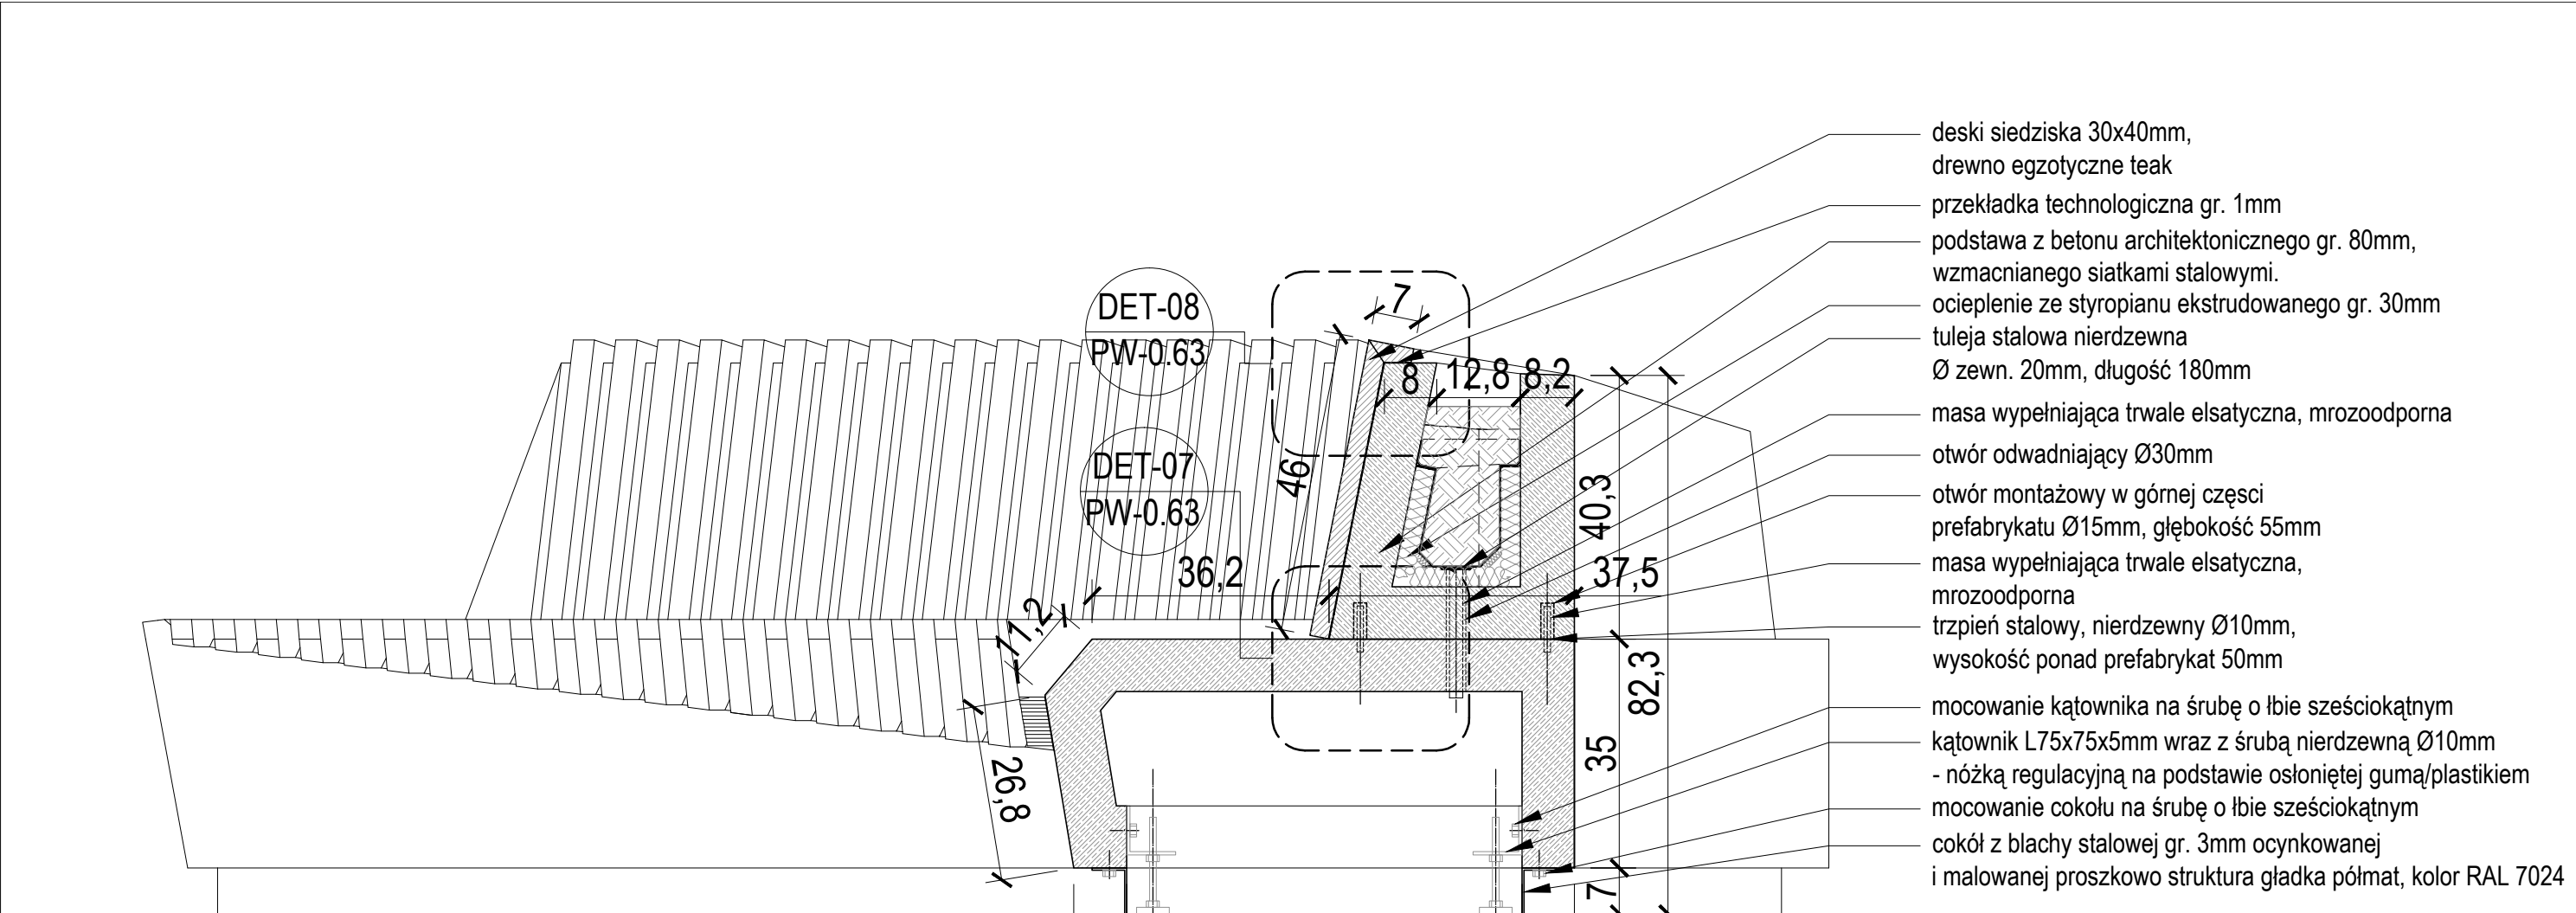 deski siedziska 30x40mm,
drewno egzotyczne teak
przekładka technologiczna gr. 1mm
podstawa z betonu architektonicznego gr. 80mm,
wzmacnianego siatkami stalowymi.
ocieplenie ze styropianu ekstrudowanego gr. 30mm
tuleja stalowa nierdzewna
Ø zewn. 20mm, długość 180mm
masa wypełniająca trwale elsatyczna, mrozoodporna
otwór odwadniający Ø30mm
otwór montażowy w górnej częsci
prefabrykatu Ø15mm, głębokość 55mm
masa wypełniająca trwale elsatyczna,
mrozoodporna
trzpień stalowy, nierdzewny Ø10mm,
wysokość ponad prefabrykat 50mm
mocowanie kątownika na śrubę o łbie sześciokątnym
kątownik L75x75x5mm wraz z śrubą nierdzewną Ø10mm
- nóżką regulacyjną na podstawie osłoniętej gumą/plastikiem
mocowanie cokołu na śrubę o łbie sześciokątnym
cokół z blachy stalowej gr. 3mm ocynkowanej
i malowanej proszkowo struktura gładka półmat, kolor RAL 7024
DET-08
PW-0.63
DET-07
PW-0.63
7
8
12,8
8,2
46
40,3
36,2
37,5
11,2
82,3
35
26,8
7